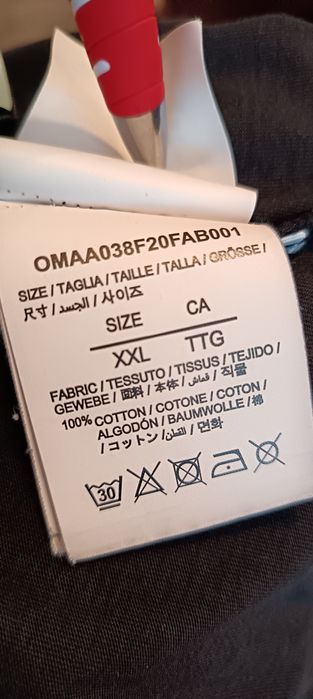 OMAA038F20FAB001
SIZE / TAGLIA / TAILLE / TALLA / GRÖSSE /
尺寸 / الجسد / 사이즈
SIZE CA
XXL TTG
FABRIC / TESSUTO / TISSUS / TEJIDO /
GEWEBE / 面料 / 本体 / قماش / 직물
100% COTTON / COTONE / COTON /
ALGODÓN / BAUMWOLLE / 棉
/ コットン / القطن / 면화
30